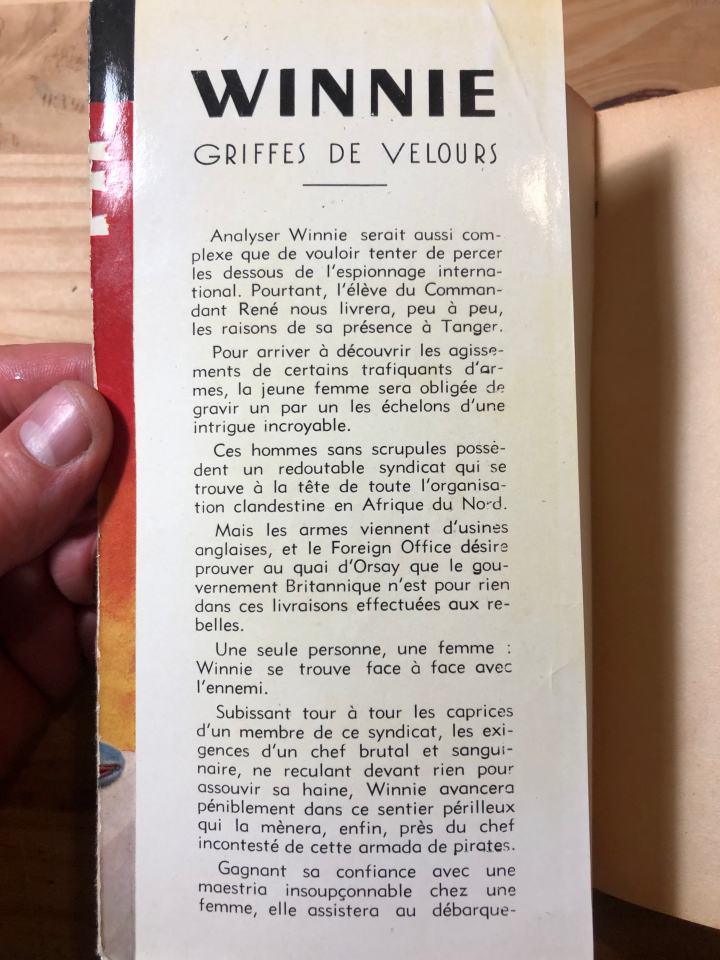 WINNIE
GRIFFES DE VELOURS
Analyser Winnie serait aussi com-
plexe que de vouloir tenter de percer
les dessous de l'espionnage interna-
tional. Pourtant, l'élève du Comman-
dant René nous livrera, peu à peu,
les raisons de sa présence à Tanger.
Pour arriver à découvrir les agisse-
ments de certains trafiquants d'ar-
mes, la jeune femme sera obligée de
gravir un par un les échelons d'une
intrigue incroyable.
Ces hommes sans scrupules possè-
dent un redoutable syndicat qui se
trouve à la tête de toute l'organisa-
tion clandestine en Afrique du Nord.
Mais les armes viennent d'usines
anglaises, et le Foreign Office désire
prouver au quai d'Orsay que le gou-
vernement Britannique n'est pour rien
dans ces livraisons effectuées aux re-
belles.
Une seule personne, une femme :
Winnie se trouve face à face avec
l'ennemi.
Subissant tour à tour les caprices
d'un membre de ce syndicat, les exi-
gences d'un chef brutal et sangui-
naire, ne reculant devant rien pour
assouvir sa haine, Winnie avancera
péniblement dans ce sentier périlleux
qui la mènera, enfin, près du chef
incontesté de cette armada de pirates.
Gagnant sa confiance avec une
maestria insoupçonnable chez une
femme, elle assistera au débarque-